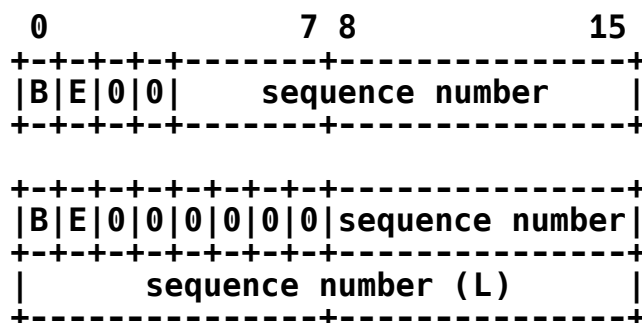 0 7 8 15
+-+-+-+-+-------+---------------+
|B|E|0|0| sequence number |
+-+-+-+-+-------+---------------+
+-+-+-+-+-+-+-+-+---------------+
|B|E|0|0|0|0|0|0|sequence number|
+-+-+-+-+-+-+-+-+---------------+
| sequence number (L) |
+---------------+---------------+